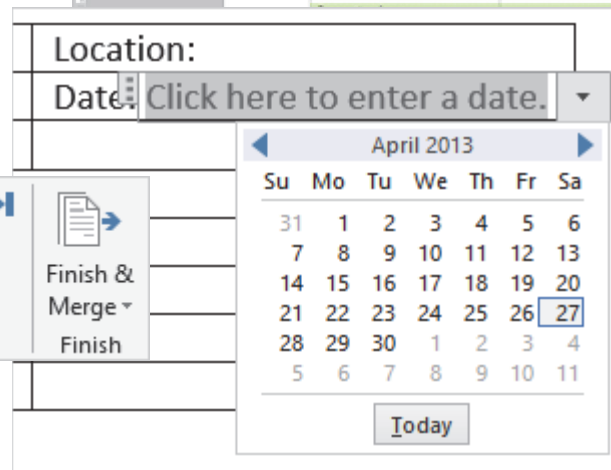 Location:
Date: Click here to enter a date.
April 2013
Su Mo Tu We Th Fr Sa
31 1 2 3 4 5 6
7 8 9 10 11 12 13
14 15 16 17 18 19 20
21 22 23 24 25 26 27
28 29 30 1 2 3 4
5 6 7 8 9 10 11
Today
Finish &
Merge
Finish